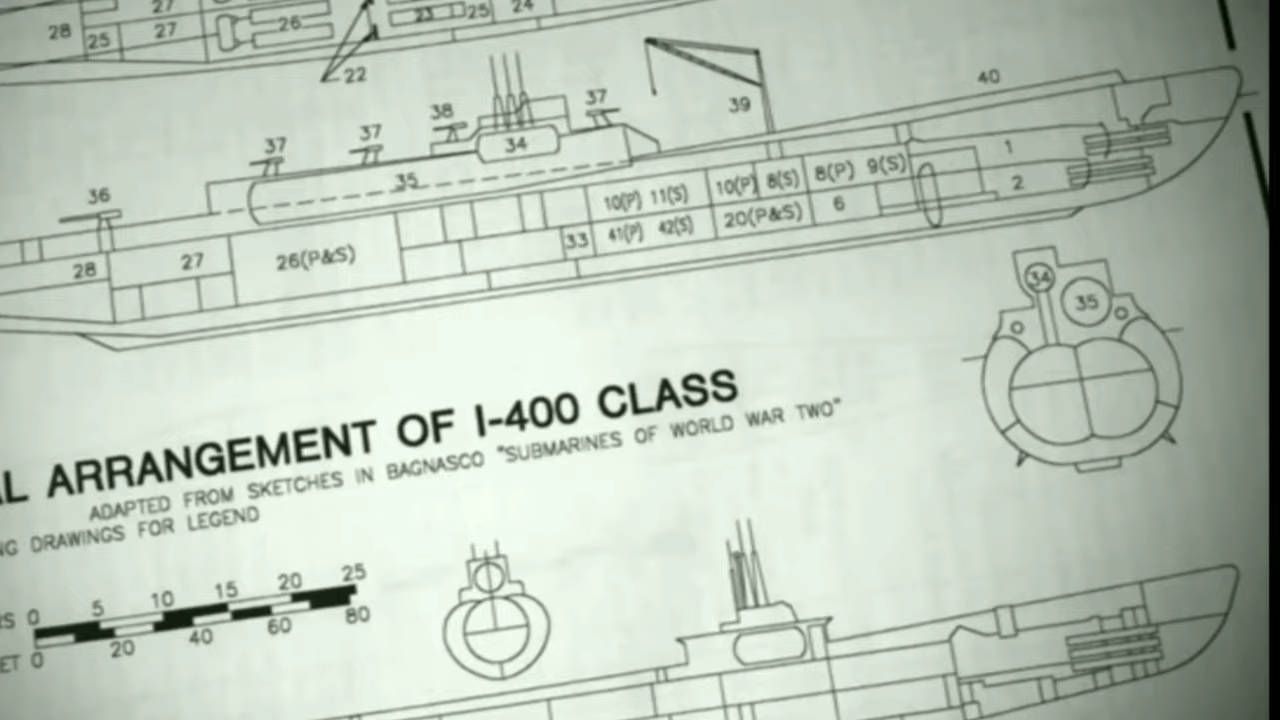 27
28 25 27 26 23 25 24
22
40
38 37 39
37 37 34
36 35 10(P) 11(S) 10(P) 8(S) 8(P) 9(S) 1
2
28 27 26(P&S) 33 41(P) 42(S) 20(P&S) 6
34 35
AL ARRANGEMENT OF I-400 CLASS
ADAPTED FROM SKETCHES IN BAGNASCO "SUBMARINES OF WORLD WAR TWO"
NG DRAWINGS FOR LEGEND
RS 0 5 10 15 20 25
ET 0 20 40 60 80